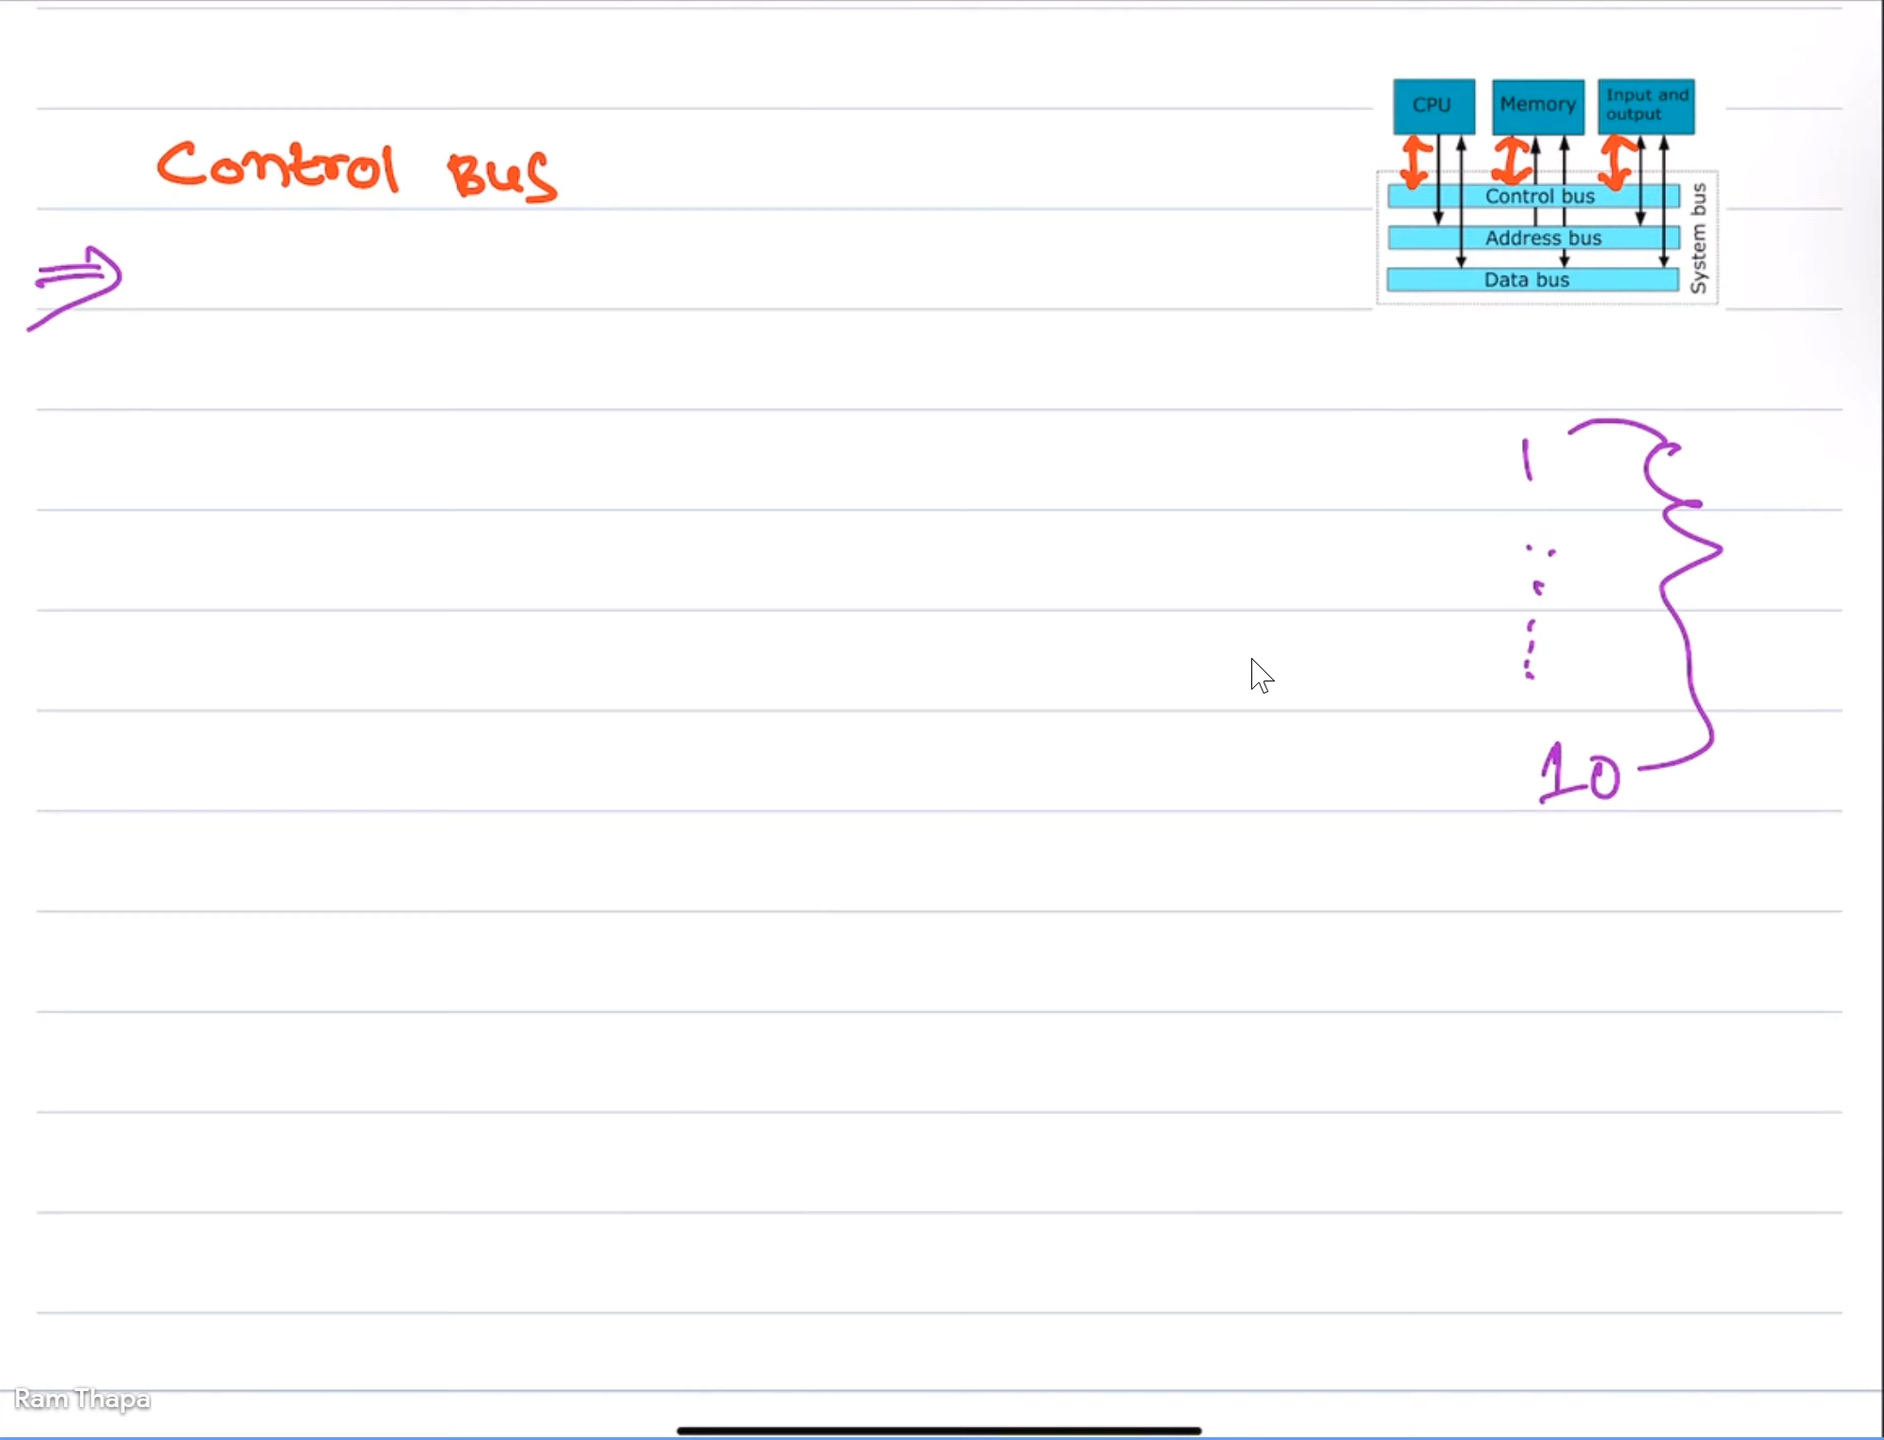 Control Bus
CPU
Memory
Input and
output
Control bus
Address bus
Data bus
System bus
1
10
Ram Thapa